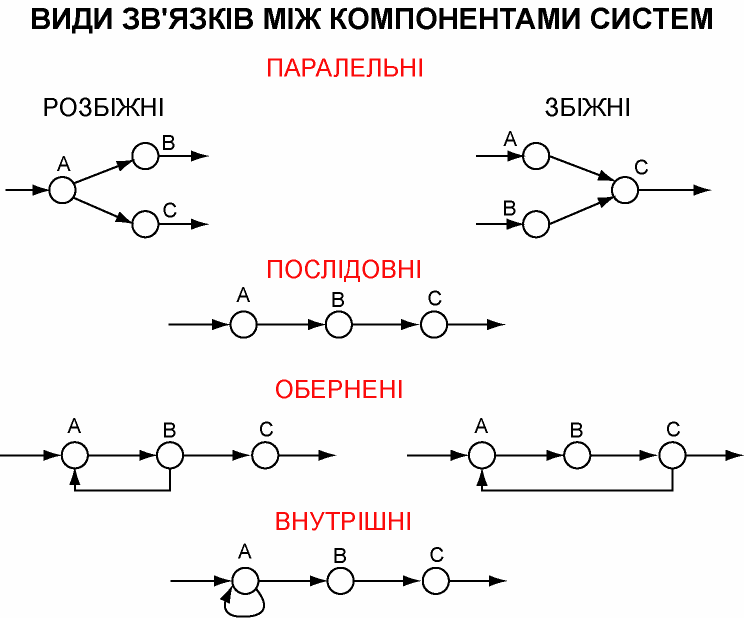 ВИДИ ЗВ'ЯЗКІВ МІЖ КОМПОНЕНТАМИ СИСТЕМ
ПАРАЛЕЛЬНІ
РОЗБІЖНІ
ЗБІЖНІ
A
B
C
A
B
C
ПОСЛІДОВНІ
A
B
C
ОБЕРНЕНІ
A
B
C
A
B
C
ВНУТРІШНІ
A
B
C